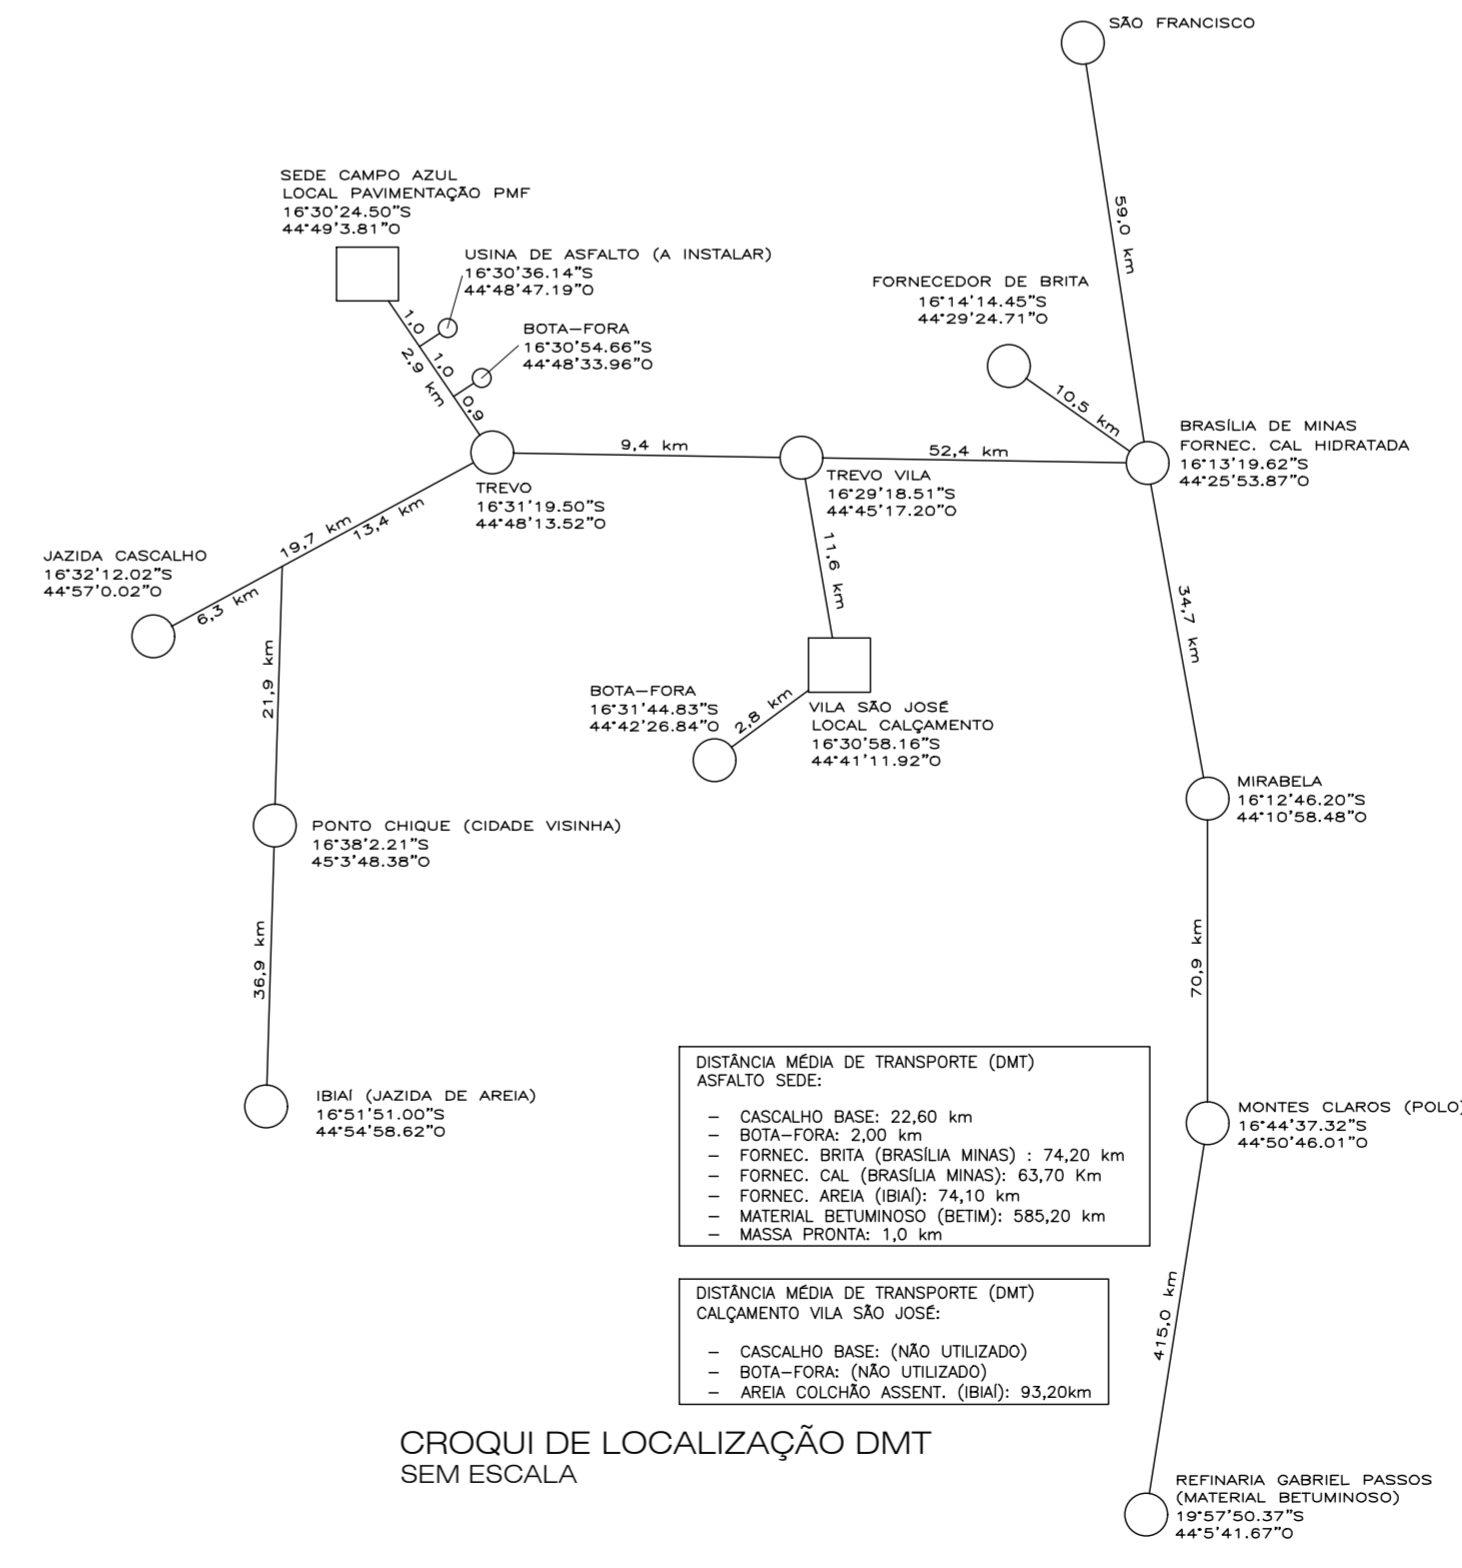 SÃO FRANCISCO
59,0 km
SEDE CAMPO AZUL
LOCAL PAVIMENTAÇÃO PMF
16°30'24.50"S
44°49'3.81"O
USINA DE ASFALTO (A INSTALAR)
16°30'36.14"S
44°48'47.19"O
BOTA-FORA
16°30'54.66"S
44°48'33.96"O
1,0
1,0
0,9
2,9 km
FORNECEDOR DE BRITA
16°14'14.45"S
44°29'24.71"O
10,5 km
BRASÍLIA DE MINAS
FORNEC. CAL HIDRATADA
16°13'19.62"S
44°25'53.87"O
9,4 km
52,4 km
TREVO
16°31'19.50"S
44°48'13.52"O
TREVO VILA
16°29'18.51"S
44°45'17.20"O
19,7 km
13,4 km
JAZIDA CASCALHO
16°32'12.02"S
44°57'0.02"O
6,3 km
11,6 km
34,7 km
21,9 km
BOTA-FORA
16°31'44.83"S
44°42'26.84"O
2,8 km
VILA SÃO JOSÉ
LOCAL CALÇAMENTO
16°30'58.16"S
44°41'11.92"O
MIRABELA
16°12'46.20"S
44°10'58.48"O
PONTO CHIQUE (CIDADE VISINHA)
16°38'2.21"S
45°3'48.38"O
36,9 km
70,9 km
IBIAÍ (JAZIDA DE AREIA)
16°51'51.00"S
44°54'58.62"O
MONTES CLAROS (POLO)
16°44'37.32"S
44°50'46.01"O
DISTÂNCIA MÉDIA DE TRANSPORTE (DMT)
ASFALTO SEDE:
- CASCALHO BASE: 22,60 km
- BOTA-FORA: 2,00 km
- FORNEC. BRITA (BRASÍLIA MINAS) : 74,20 km
- FORNEC. CAL (BRASÍLIA MINAS): 63,70 Km
- FORNEC. AREIA (IBIAÍ): 74,10 km
- MATERIAL BETUMINOSO (BETIM): 585,20 km
- MASSA PRONTA: 1,0 km
DISTÂNCIA MÉDIA DE TRANSPORTE (DMT)
CALÇAMENTO VILA SÃO JOSÉ:
- CASCALHO BASE: (NÃO UTILIZADO)
- BOTA-FORA: (NÃO UTILIZADO)
- AREIA COLCHÃO ASSENT. (IBIAÍ): 93,20km
415,0 km
CROQUI DE LOCALIZAÇÃO DMT
SEM ESCALA
REFINARIA GABRIEL PASSOS
(MATERIAL BETUMINOSO)
19°57'50.37"S
44°5'41.67"O